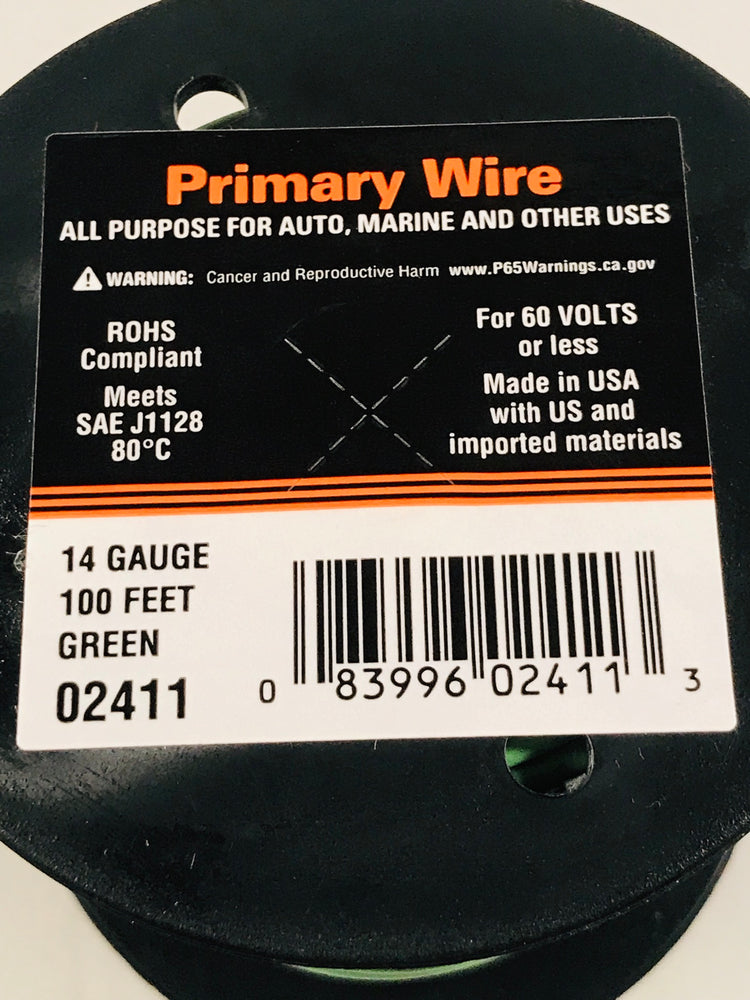 Primary Wire
ALL PURPOSE FOR AUTO, MARINE AND OTHER USES
WARNING: Cancer and Reproductive Harm www.P65Warnings.ca.gov
ROHS
Compliant
Meets
SAE J1128
80°C
For 60 VOLTS
or less
Made in USA
with US and
imported materials
14 GAUGE
100 FEET
GREEN
02411
0 83996 02411 3